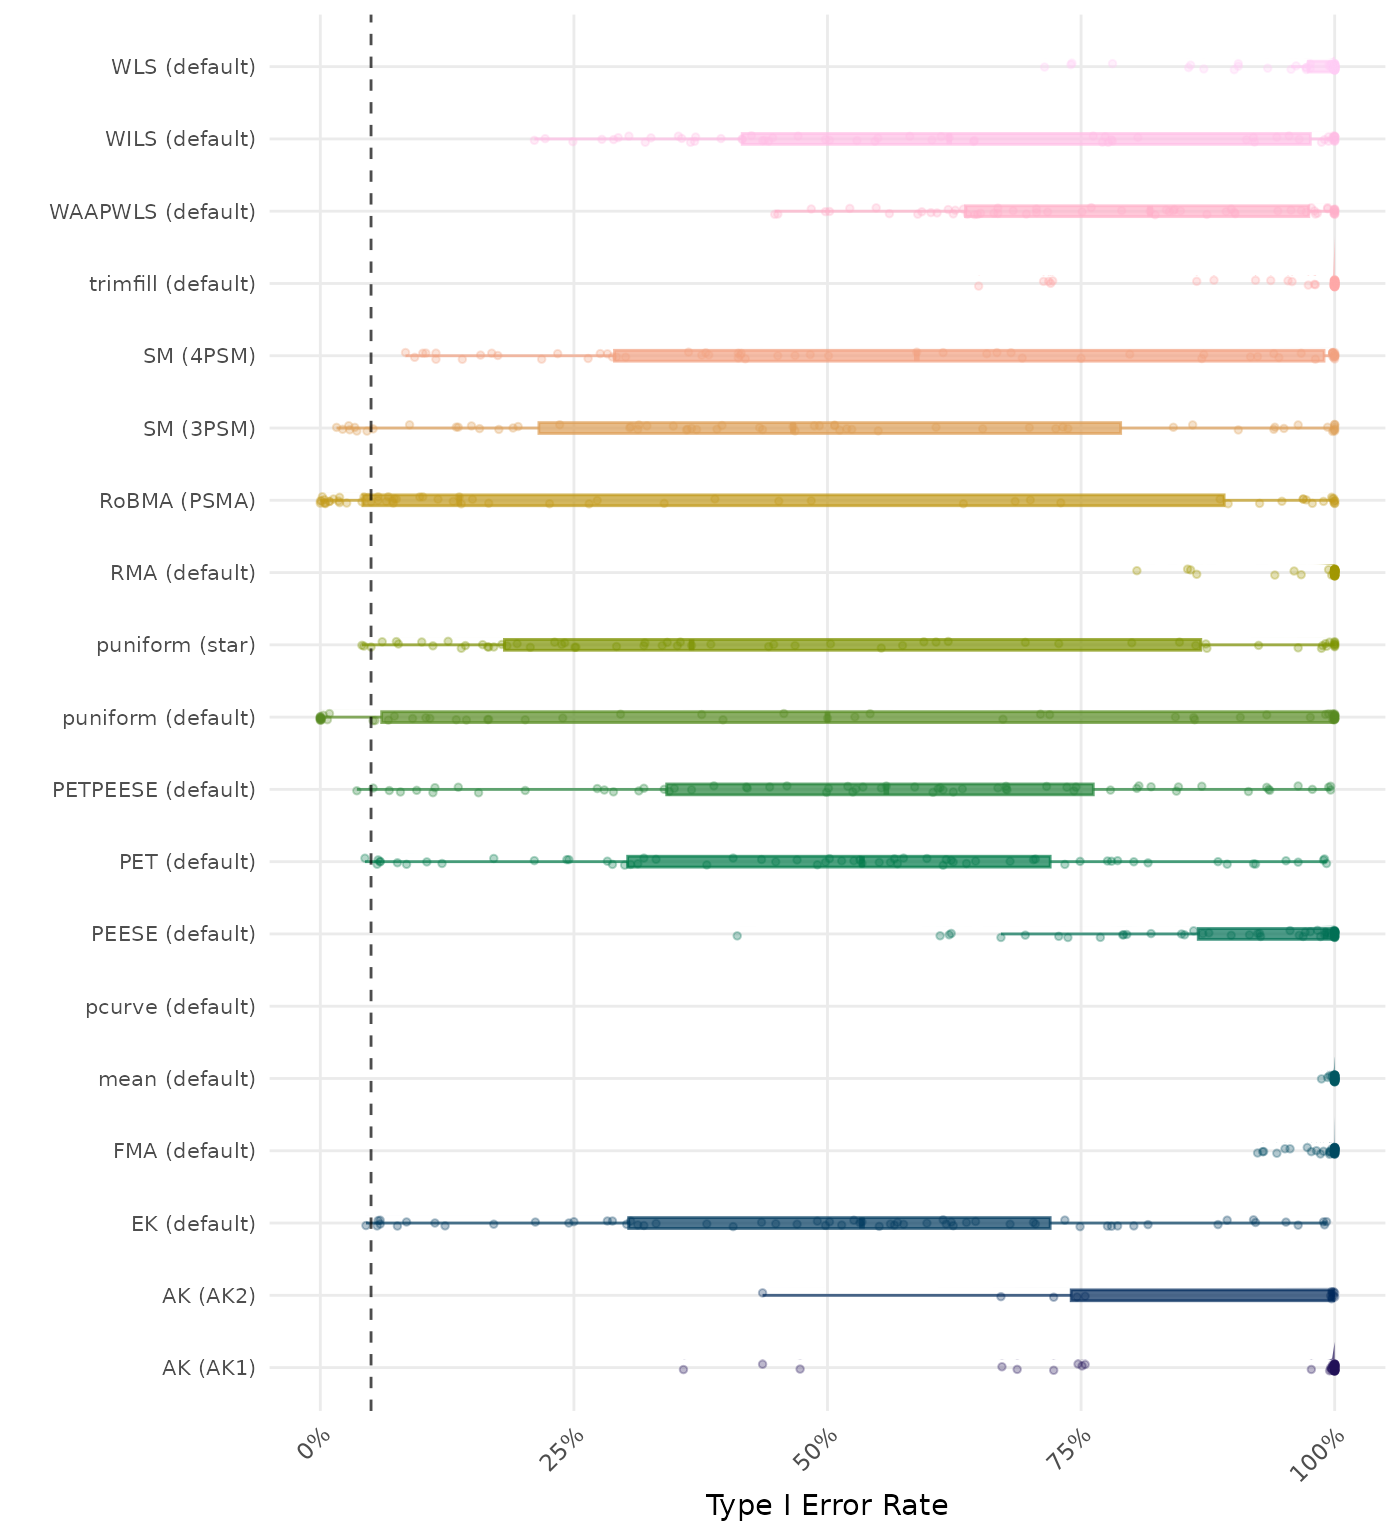 WLS (default)
WILS (default)
WAAPWLS (default)
trimfill (default)
SM (4PSM)
SM (3PSM)
RoBMA (PSMA)
RMA (default)
puniform (star)
puniform (default)
PETPEESE (default)
PET (default)
PEESE (default)
pcurve (default)
mean (default)
FMA (default)
EK (default)
AK (AK2)
AK (AK1)
0% 25% 50% 75% 100%
Type I Error Rate